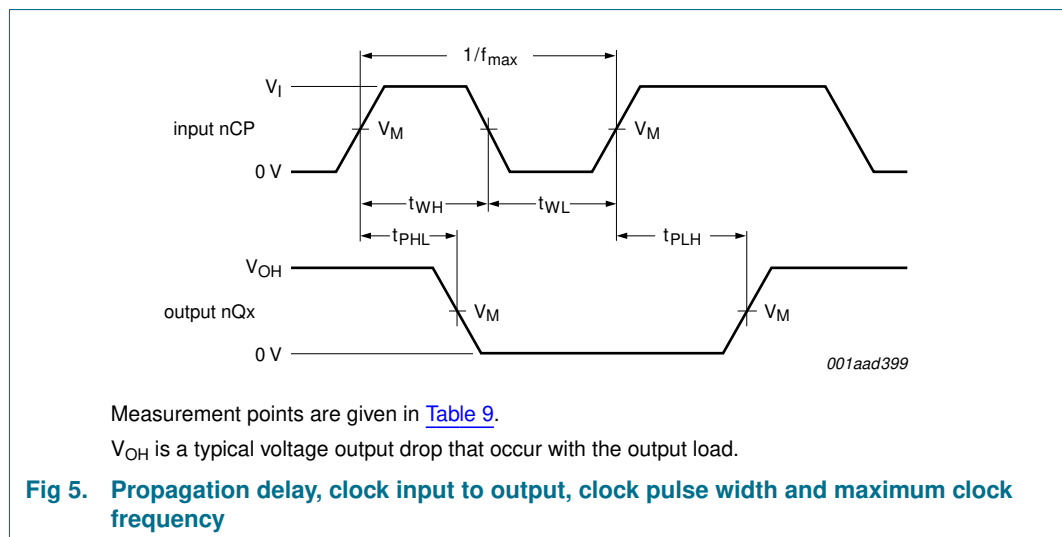 1/fmax
VI
input nCP
VM
VM
0 V
tWH
tWL
tPHL
tPLH
VOH
output nQx
VM
VM
0 V
001aad399
Measurement points are given in Table 9.
VOH is a typical voltage output drop that occur with the output load.
Fig 5. Propagation delay, clock input to output, clock pulse width and maximum clock
frequency